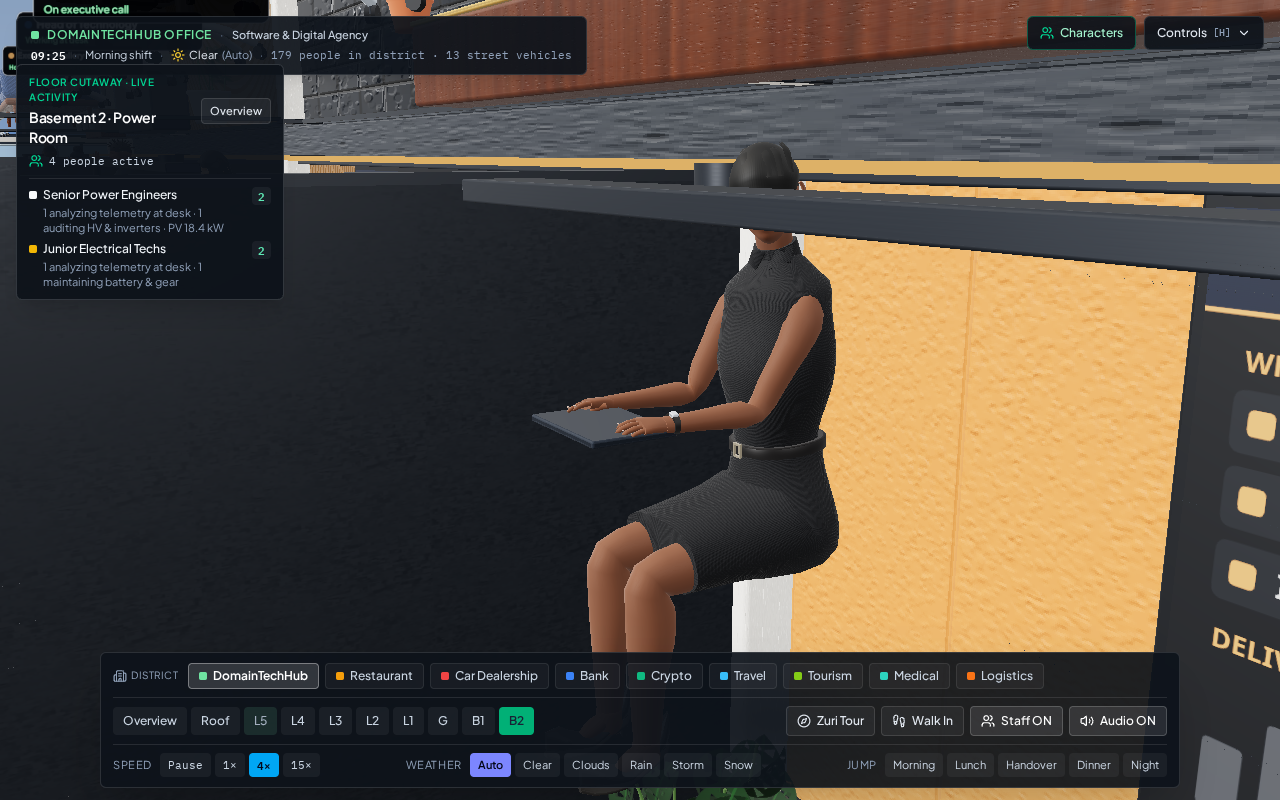 On executive call
DOMAINTECHHUB OFFICE · Software & Digital Agency
09:25 · Morning shift · Clear (Auto) · 179 people in district · 13 street vehicles
Characters
Controls [H]
FLOOR CUTAWAY · LIVE
ACTIVITY
Basement 2 · Power
Room
Overview
4 people active
Senior Power Engineers 2
1 analyzing telemetry at desk · 1
auditing HV & inverters · PV 18.4 kW
Junior Electrical Techs 2
1 analyzing telemetry at desk · 1
maintaining battery & gear
DISTRICT DomainTechHub Restaurant Car Dealership Bank Crypto Travel Tourism Medical Logistics
Overview Roof L5 L4 L3 L2 L1 G B1 B2 Zuri Tour Walk In Staff ON Audio ON
SPEED Pause 1× 4× 15× WEATHER Auto Clear Clouds Rain Storm Snow JUMP Morning Lunch Handover Dinner Night